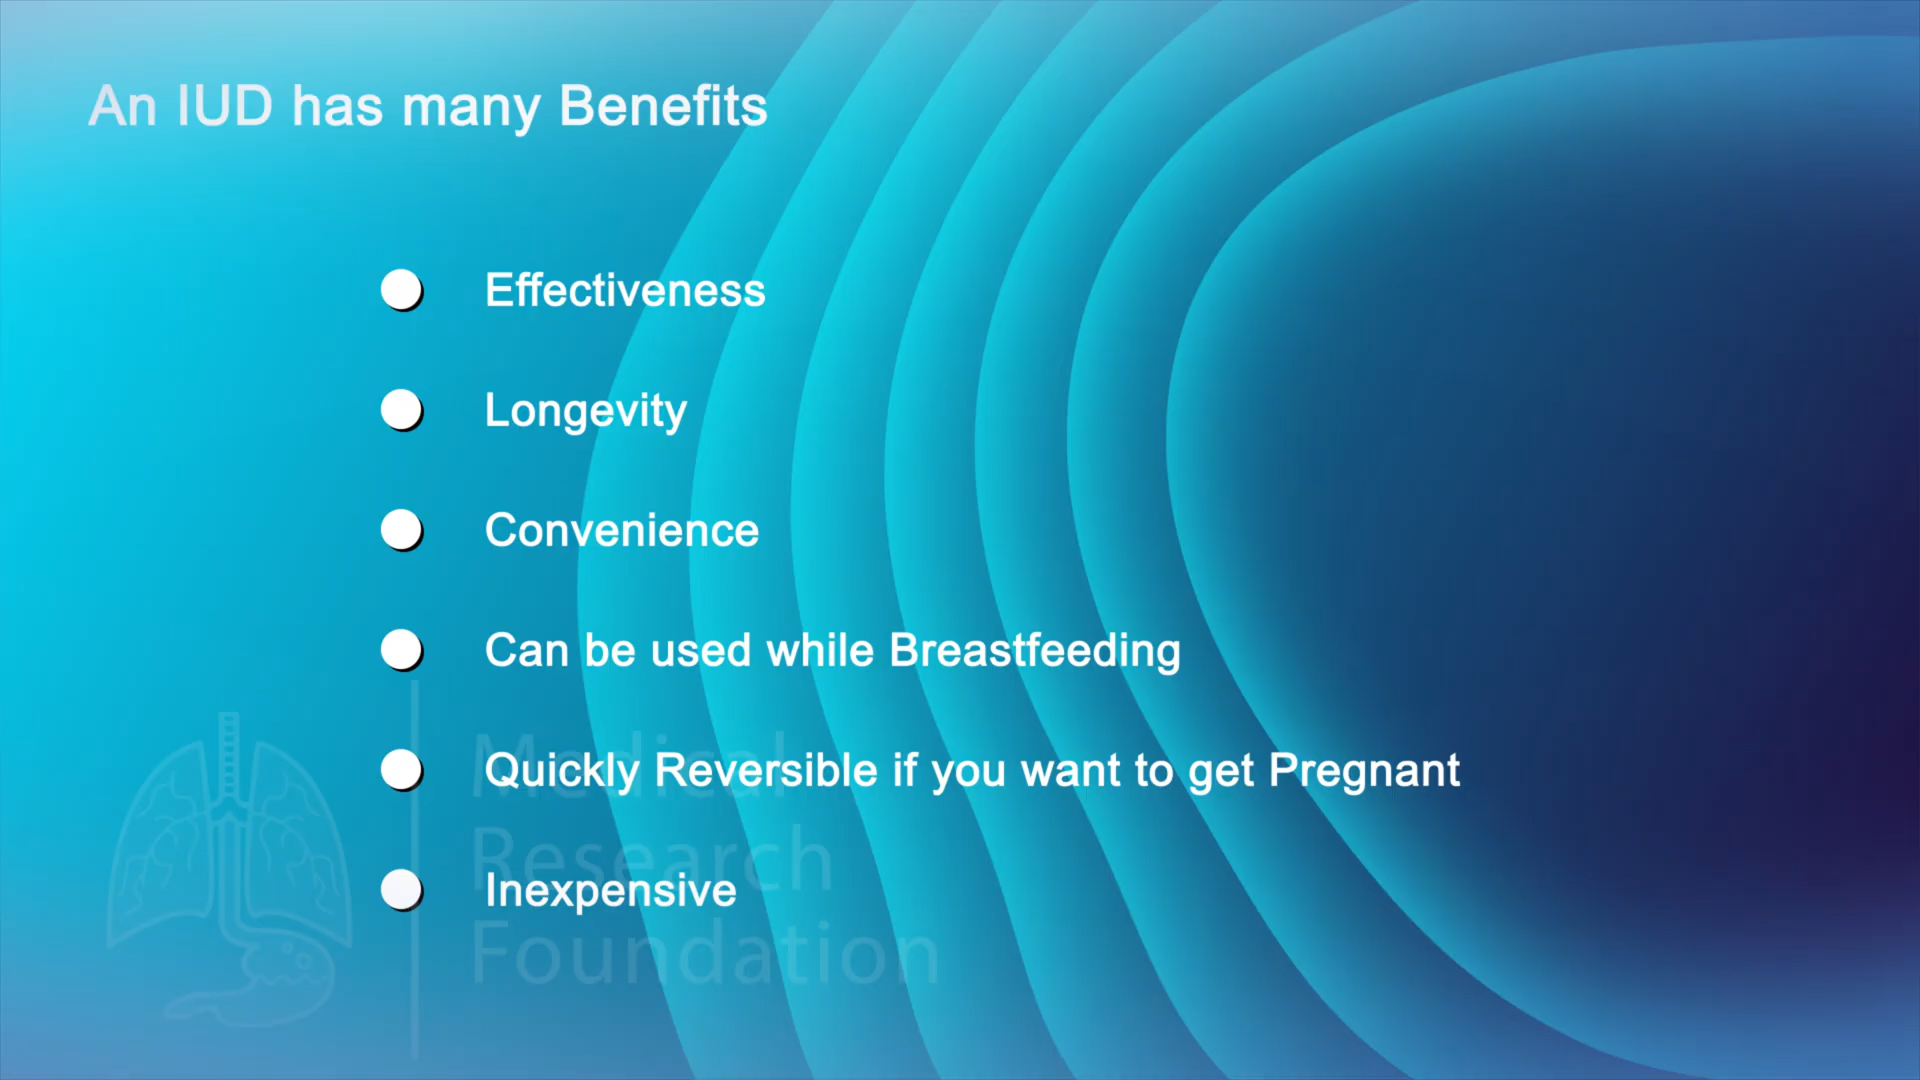 An IUD has many Benefits
Effectiveness
Longevity
Convenience
Can be used while Breastfeeding
Quickly Reversible if you want to get Pregnant
Inexpensive
Medical
Research
Foundation